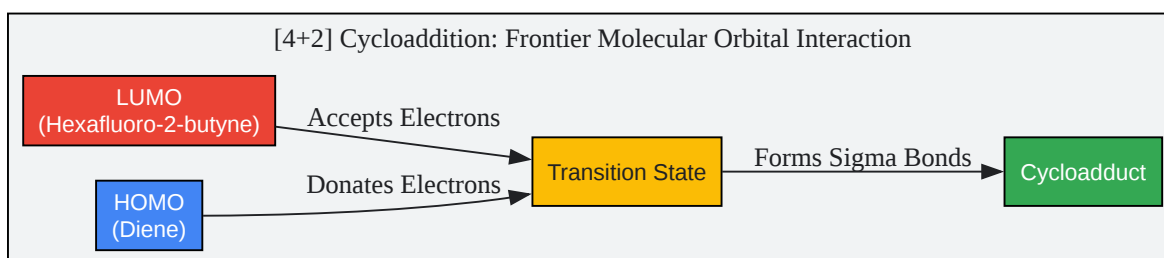 [4+2] Cycloaddition: Frontier Molecular Orbital Interaction
LUMO
(Hexafluoro-2-butyne)
Accepts Electrons
HOMO
(Diene)
Donates Electrons
Transition State
Forms Sigma Bonds
Cycloadduct